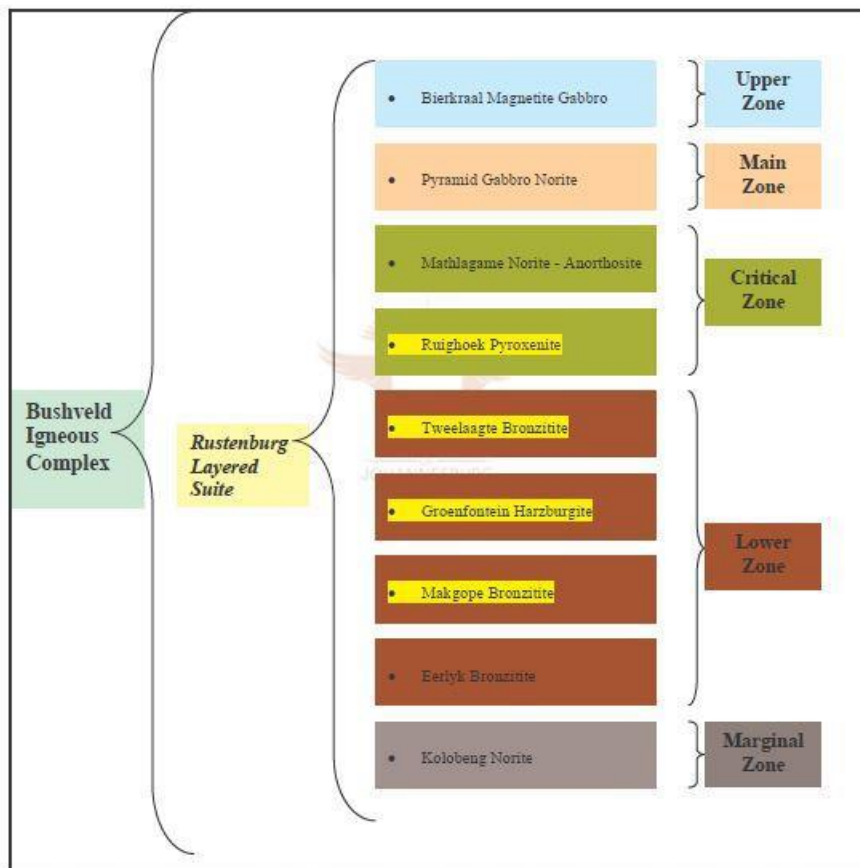 • Bierkraal Magnetite Gabbro
Upper
Zone
• Pyramid Gabbro Norite
Main
Zone
• Mathlagame Norite - Anorthosite
Critical
Zone
• Ruighoek Pyroxenite
Bushveld
Igneous
Complex
Rustenburg
Layered
Suite
• Tweelaagte Bronzitite
JOHANNESBURG
• Groenfontein Harzburgite
Lower
Zone
• Makgope Bronzitite
• Eerlyk Bronzitite
• Kolobeng Norite
Marginal
Zone